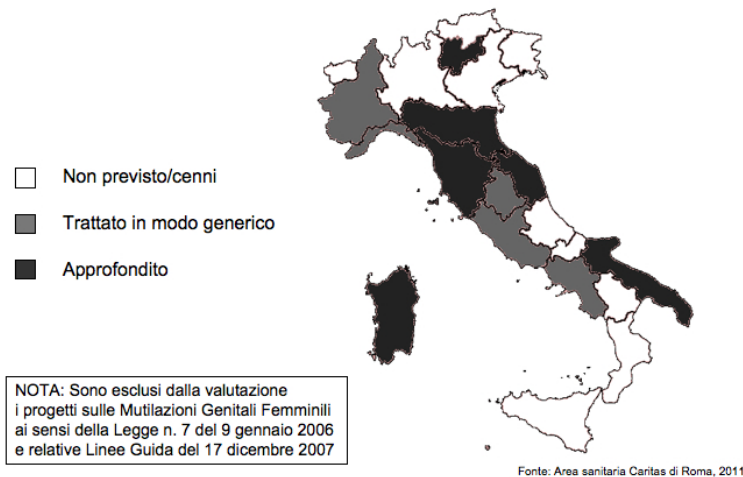 Non previsto/cenni
Trattato in modo generico
Approfondito
NOTA: Sono esclusi dalla valutazione
i progetti sulle Mutilazioni Genitali Femminili
ai sensi della Legge n. 7 del 9 gennaio 2006
e relative Linee Guida del 17 dicembre 2007
Fonte: Area sanitaria Caritas di Roma, 2011